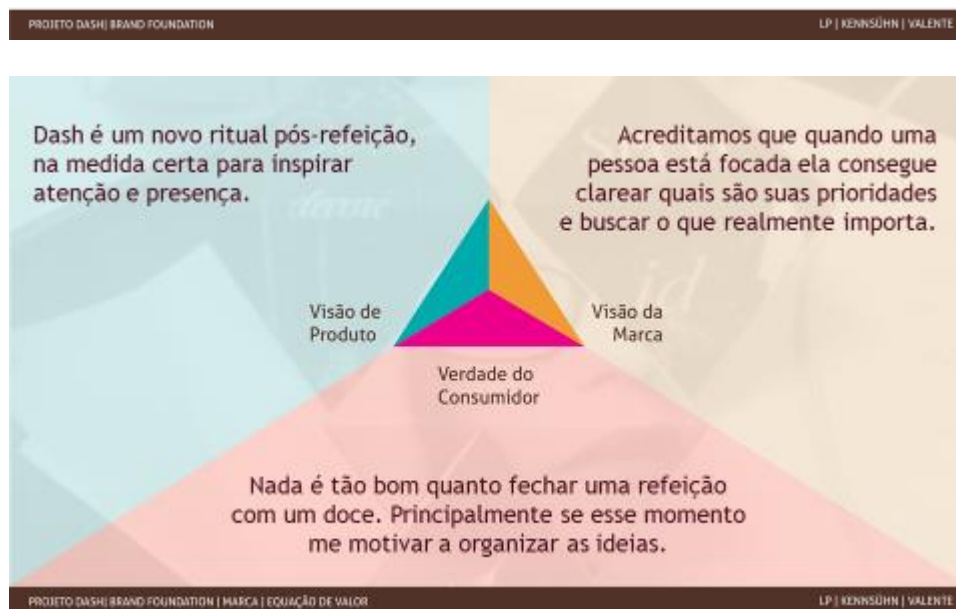 PROJETO DASH| BRAND FOUNDATION
LP | KENNSÜHN | VALENTE
Dash é um novo ritual pós-refeição,
na medida certa para inspirar
atenção e presença.
Acreditamos que quando uma
pessoa está focada ela consegue
clarear quais são suas prioridades
e buscar o que realmente importa.
Visão de
Produto
Visão da
Marca
Verdade do
Consumidor
Nada é tão bom quanto fechar uma refeição
com um doce. Principalmente se esse momento
me motivar a organizar as ideias.
PROJETO DASH| BRAND FOUNDATION | MARCA | EQUAÇÃO DE VALOR
LP | KENNSÜHN | VALENTE